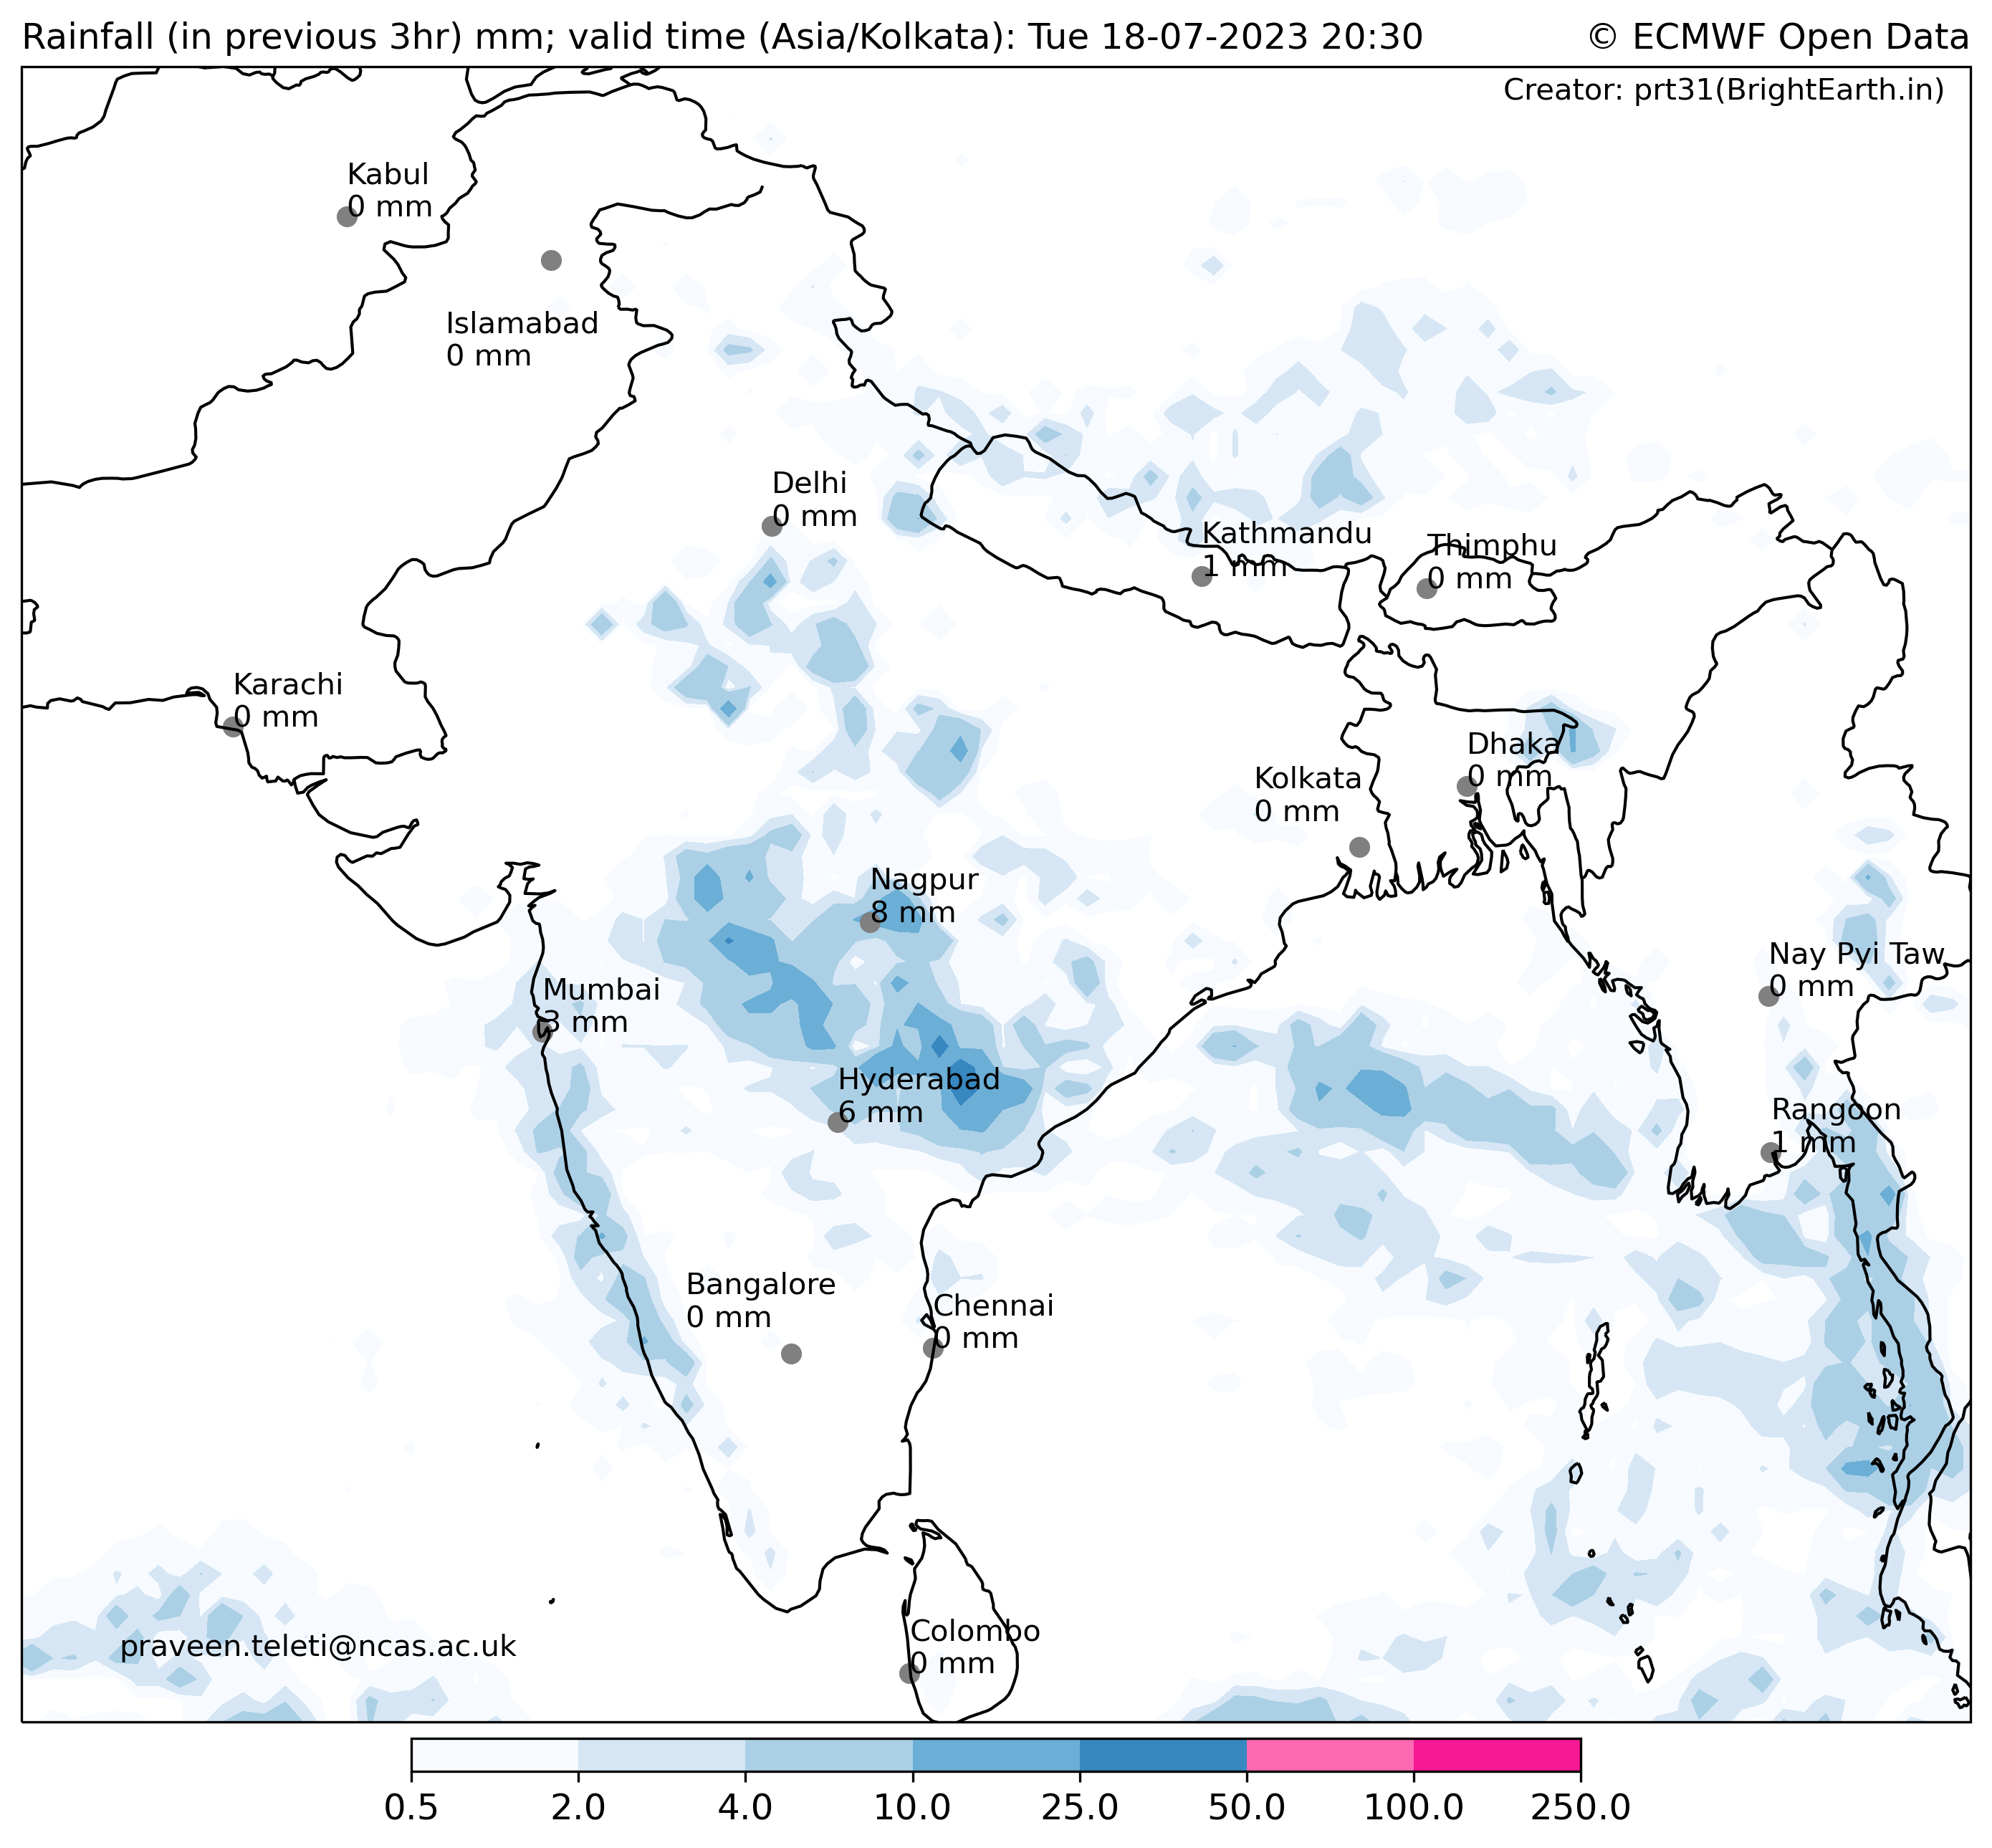 Rainfall (in previous 3hr) mm; valid time (Asia/Kolkata): Tue 18-07-2023 20:30
© ECMWF Open Data
Creator: prt31(BrightEarth.in)
Kabul
0 mm
Islamabad
0 mm
Delhi
0 mm
Kathmandu
1 mm
Thimphu
0 mm
Karachi
0 mm
Dhaka
0 mm
Kolkata
0 mm
Nagpur
8 mm
Nay Pyi Taw
0 mm
Mumbai
3 mm
Hyderabad
6 mm
Rangoon
1 mm
Bangalore
0 mm
Chennai
0 mm
Colombo
0 mm
praveen.teleti@ncas.ac.uk
0.5 2.0 4.0 10.0 25.0 50.0 100.0 250.0